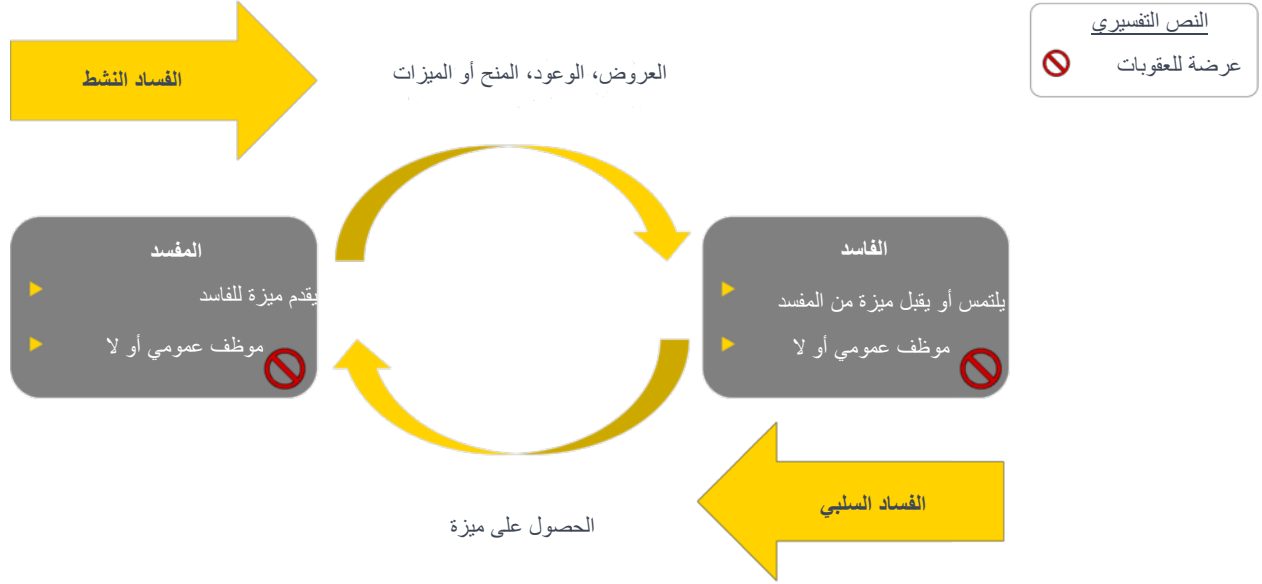 النص التفسيري
عرضة للعقوبات
الفساد النشط
العروض، الوعود، المنح أو الميزات
المفسد
يقدم ميزة للفاسد
موظف عمومي أو لا
الفاسد
يلتمس أو يقبل ميزة من المفسد
موظف عمومي أو لا
الفساد السلبي
الحصول على ميزة